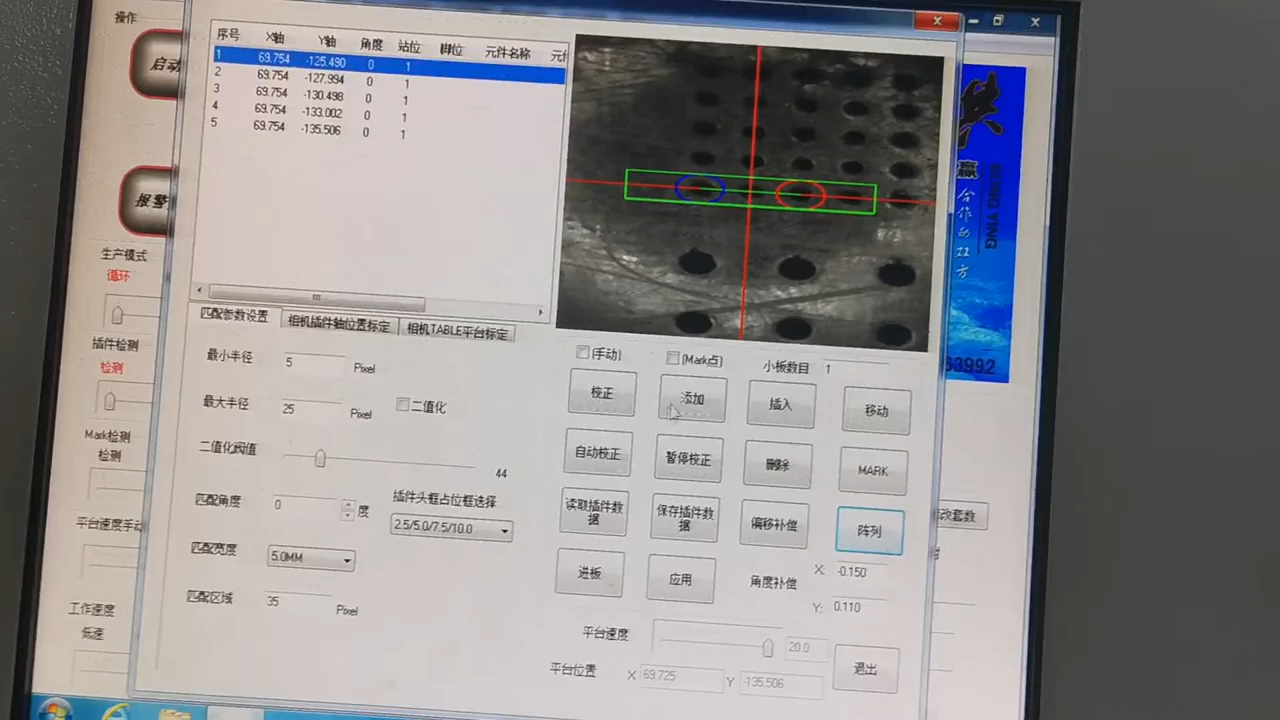 操作
启动
报警
生产模式
循环
插件检测
检测
Mark检测
检测
平台速度手动
工作速度
低速
序号 X轴 Y轴 角度 站位 脚位 元件名称
1 69.754 -125.490 0 1
2 69.754 -127.994 0 1
3 69.754 -130.498 0 1
4 69.754 -133.002 0 1
5 69.754 -135.506 0 1
匹配参数设置 相机插件轴位置标定 相机TABLE平台标定
最小半径 5 Pixel
最大半径 25 Pixel 二值化
二值化阀值 44
匹配角度 0 度
插件头框占位框选择
2.5/5.0/7.5/10.0
匹配宽度 5.0MM
匹配区域 35 Pixel
(手动) (Mark点) 小板数目 1
校正 添加 插入 移动
自动校正 暂停校正 删除 MARK
读取插件数据 保存插件数据 偏移补偿 阵列
进板 应用 角度补偿 X: -0.150
Y: 0.110
平台速度 20.0
平台位置 X 69.725 Y -135.506 退出
赢
合作的双方
63992
改套数